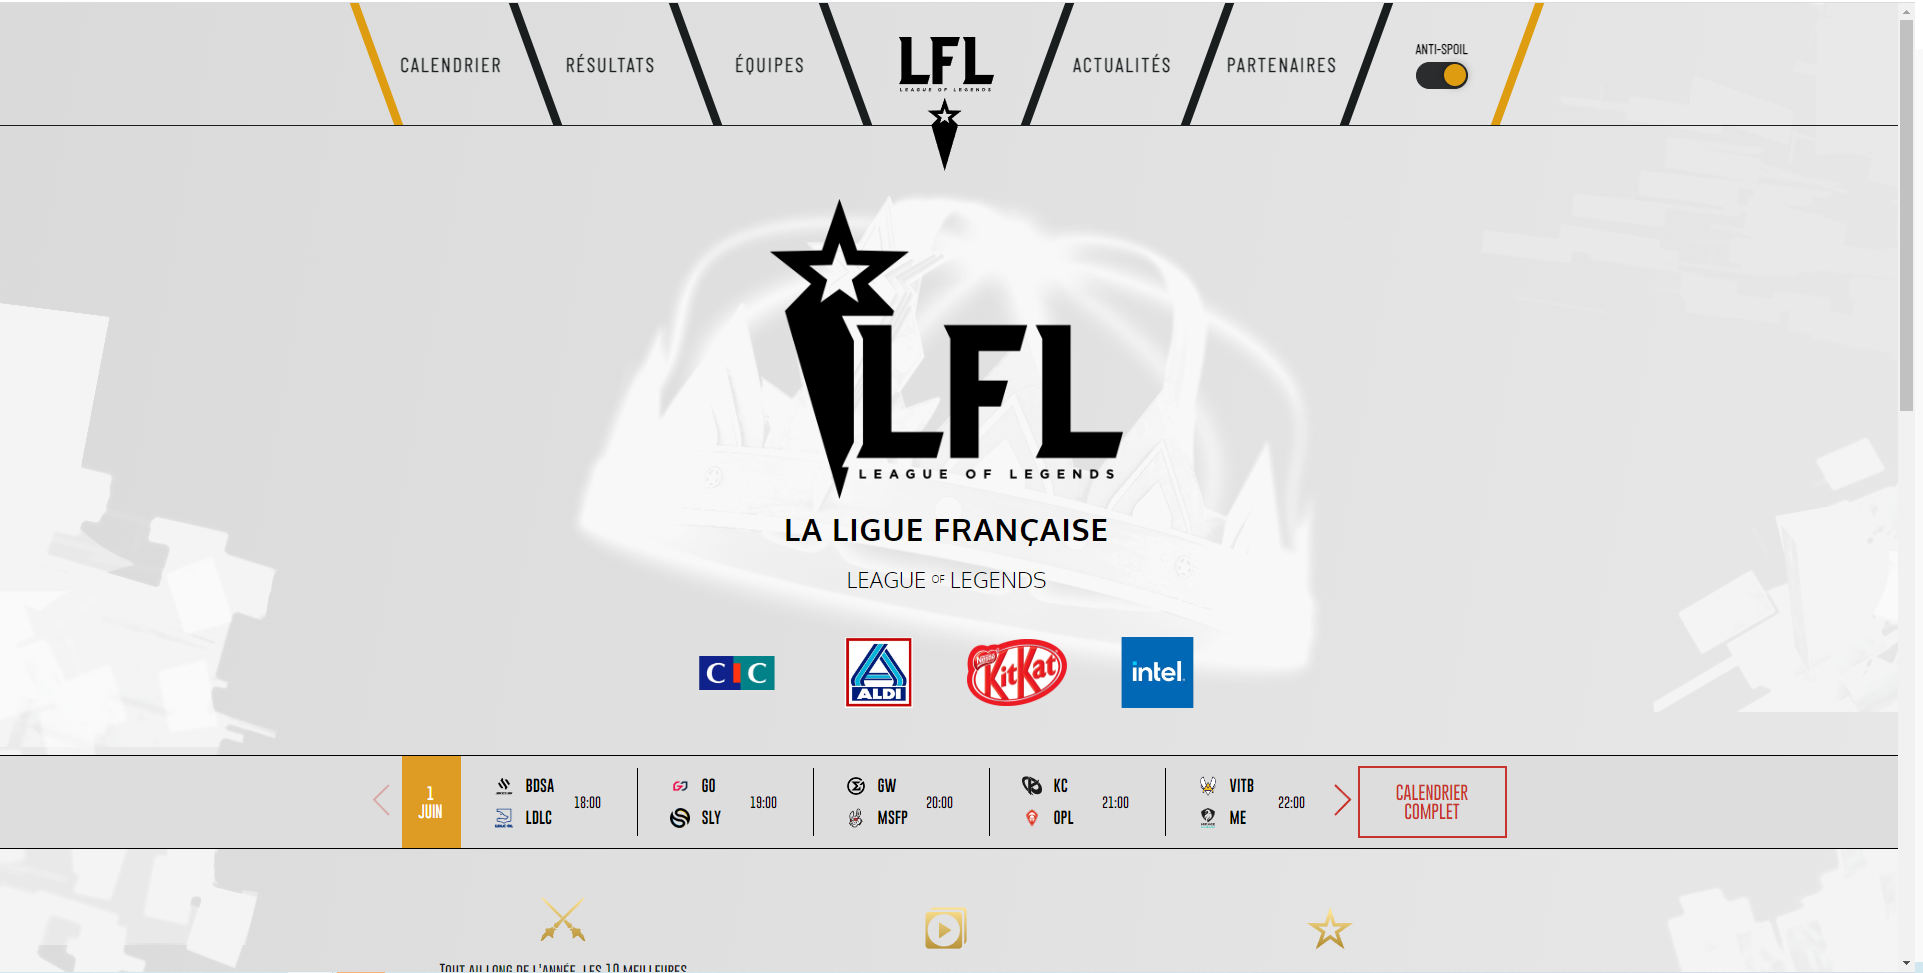 CALENDRIER
RÉSULTATS
ÉQUIPES
LFL
LEAGUE OF LEGENDS
ACTUALITÉS
PARTENAIRES
ANTI-SPOIL
LFL
LEAGUE OF LEGENDS
LA LIGUE FRANÇAISE
LEAGUE OF LEGENDS
CIC
ALDI
Nestlé
KitKat
intel.
1
JUIN
BDSA
LDLC
18:00
GO
SLY
19:00
GW
MSFP
20:00
KC
OPL
21:00
VITB
ME
22:00
CALENDRIER
COMPLET
TOUT AU LONG DE L'ANNÉE, LES 10 MEILLEURES